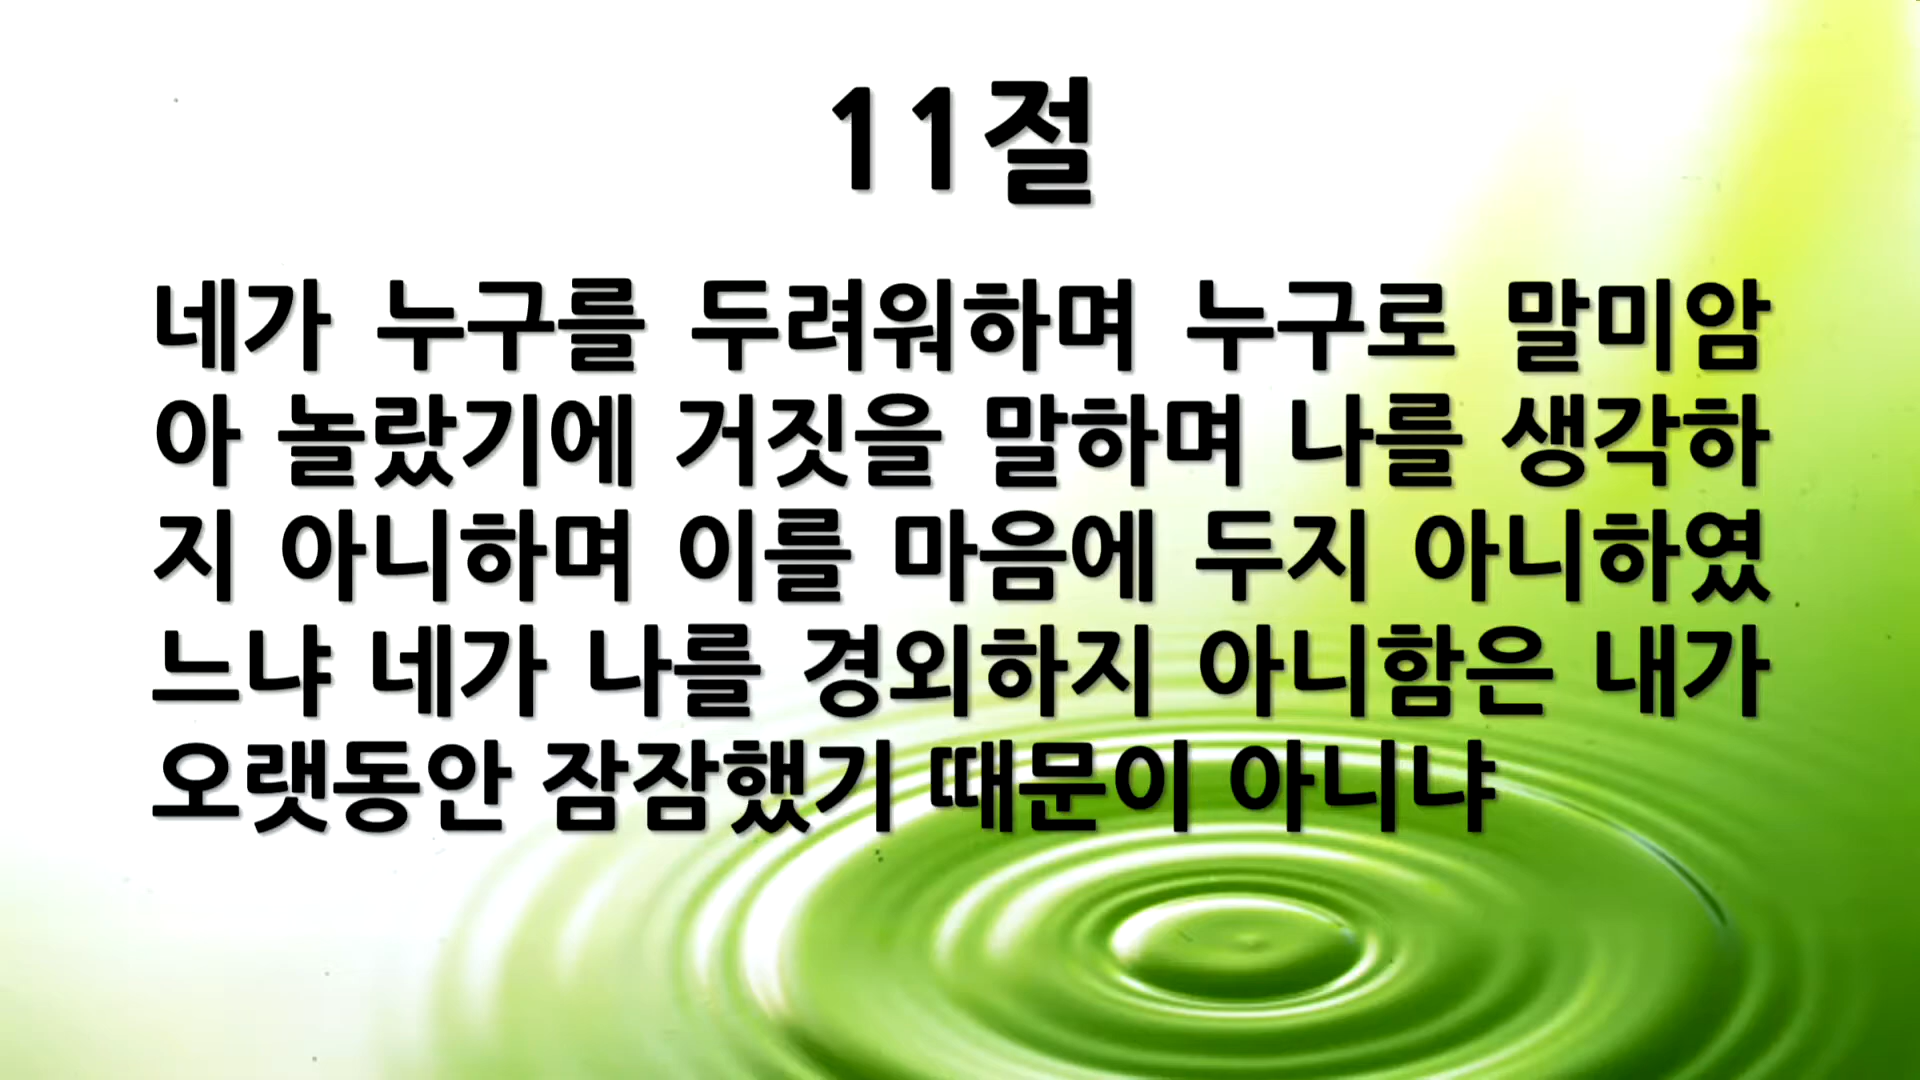 11절
네가 누구를 두려워하며 누구로 말미암
아 놀랐기에 거짓을 말하며 나를 생각하
지 아니하며 이를 마음에 두지 아니하였
느냐 네가 나를 경외하지 아니함은 내가
오랫동안 잠잠했기 때문이 아니냐